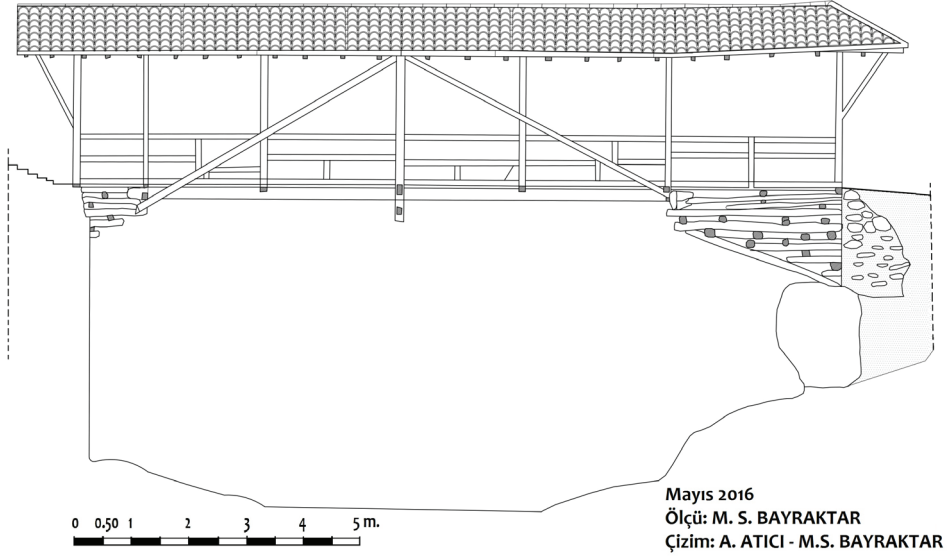 0 0.50 1 2 3 4 5 m.
Mayıs 2016
Ölçü: M. S. BAYRAKTAR
Çizim: A. ATICI - M.S. BAYRAKTAR